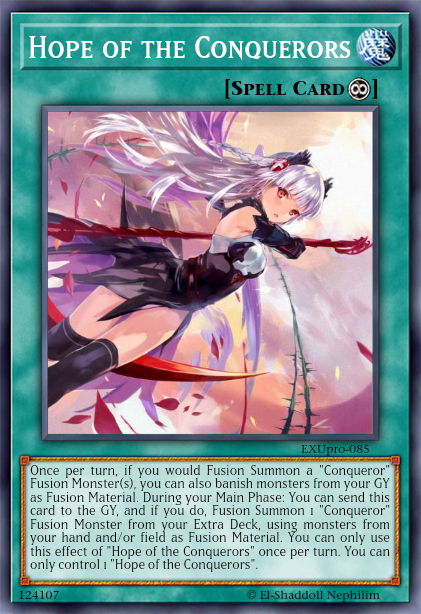 HOPE OF THE CONQUERORS 魔
[SPELL CARD]
EXUpro-085
Once per turn, if you would Fusion Summon a "Conqueror"
Fusion Monster(s), you can also banish monsters from your GY
as Fusion Material. During your Main Phase: You can send this
card to the GY, and if you do, Fusion Summon 1 "Conqueror"
Fusion Monster from your Extra Deck, using monsters from
your hand and/or field as Fusion Material. You can only use
this effect of "Hope of the Conquerors" once per turn. You can
only control 1 "Hope of the Conquerors".
124107
© El-Shaddoll Nephilim